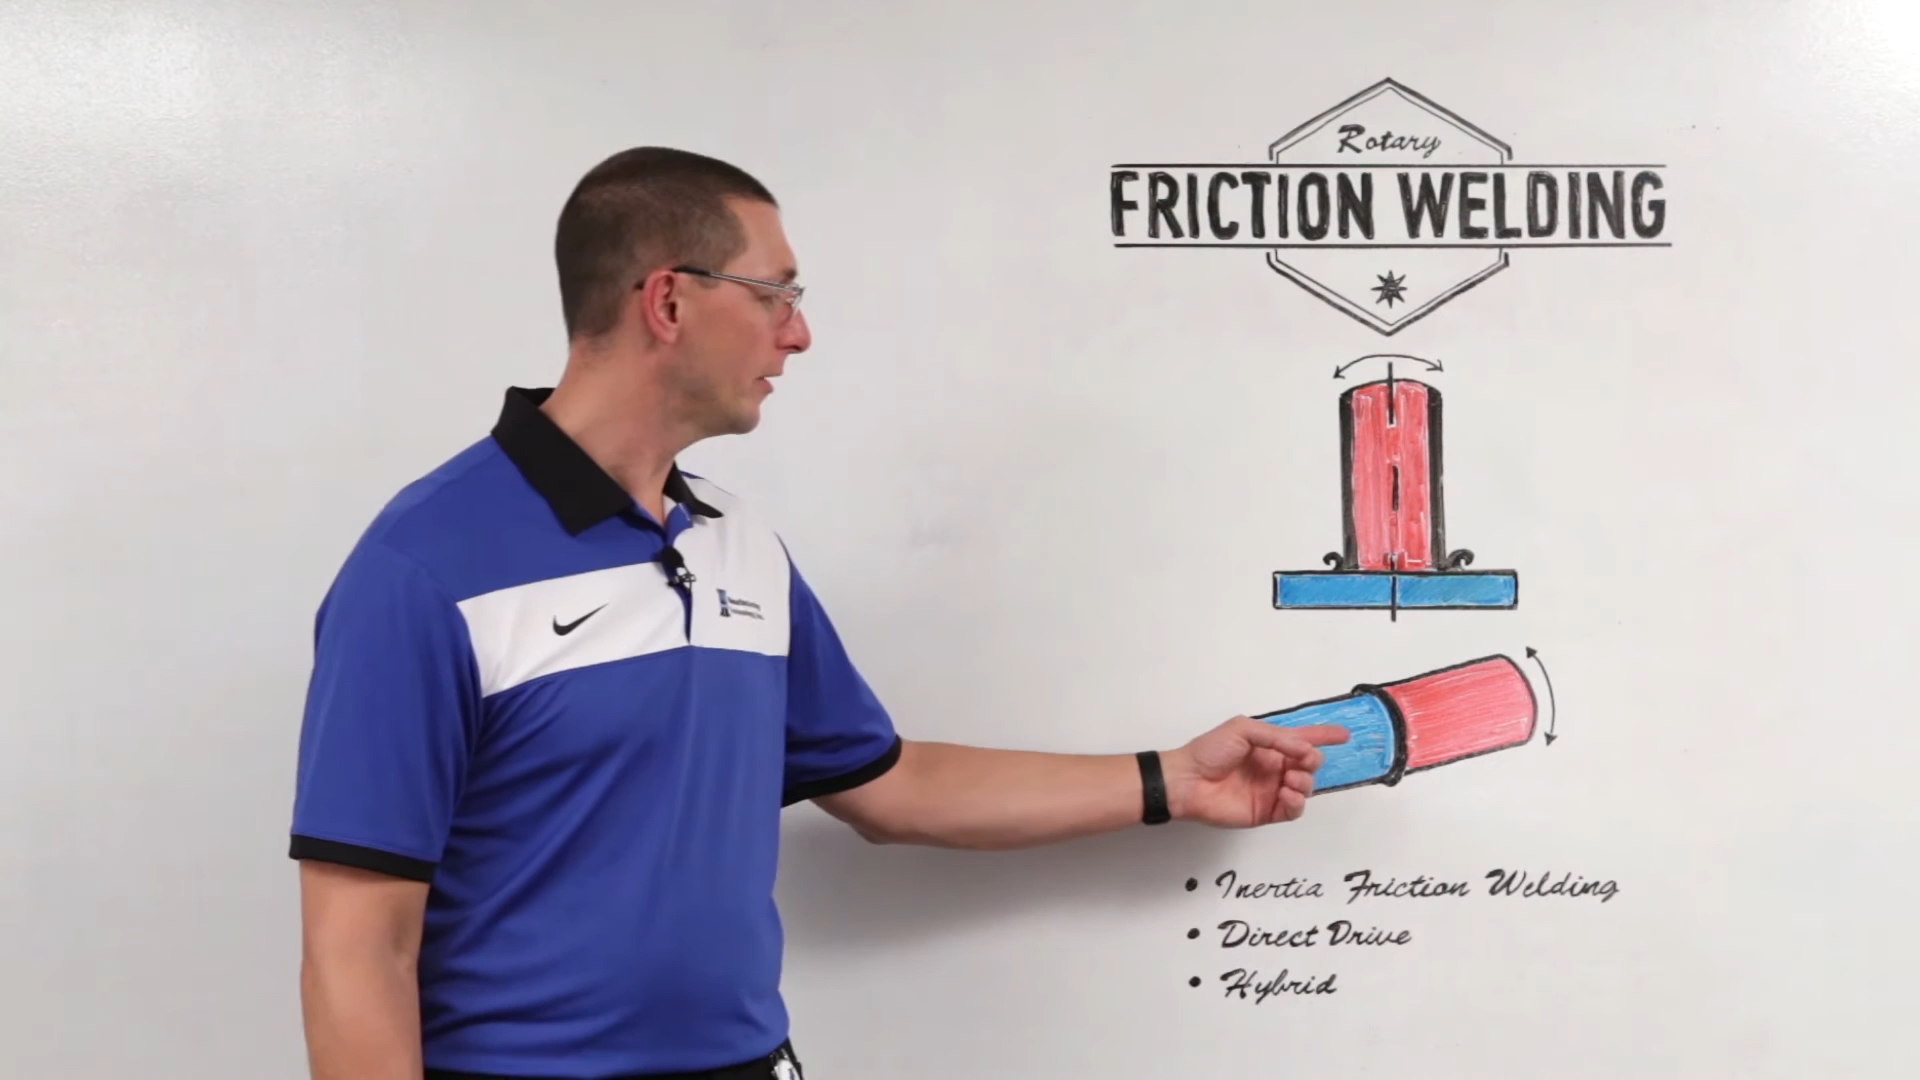 Rotary
FRICTION WELDING
• Inertia Friction Welding
• Direct Drive
• Hybrid